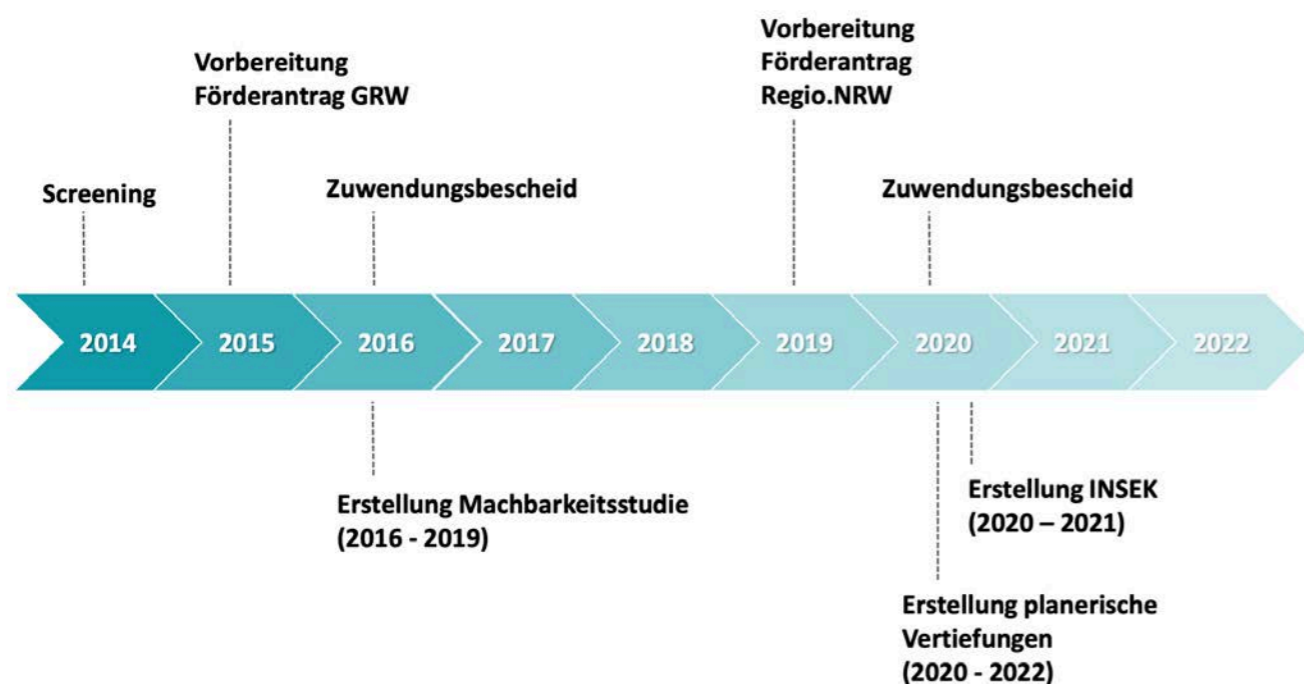 Vorbereitung
Förderantrag GRW
Vorbereitung
Förderantrag
Regio.NRW
Screening
Zuwendungsbescheid
Zuwendungsbescheid
2014
2015
2016
2017
2018
2019
2020
2021
2022
Erstellung Machbarkeitsstudie
(2016 - 2019)
Erstellung INSEK
(2020 – 2021)
Erstellung planerische
Vertiefungen
(2020 - 2022)